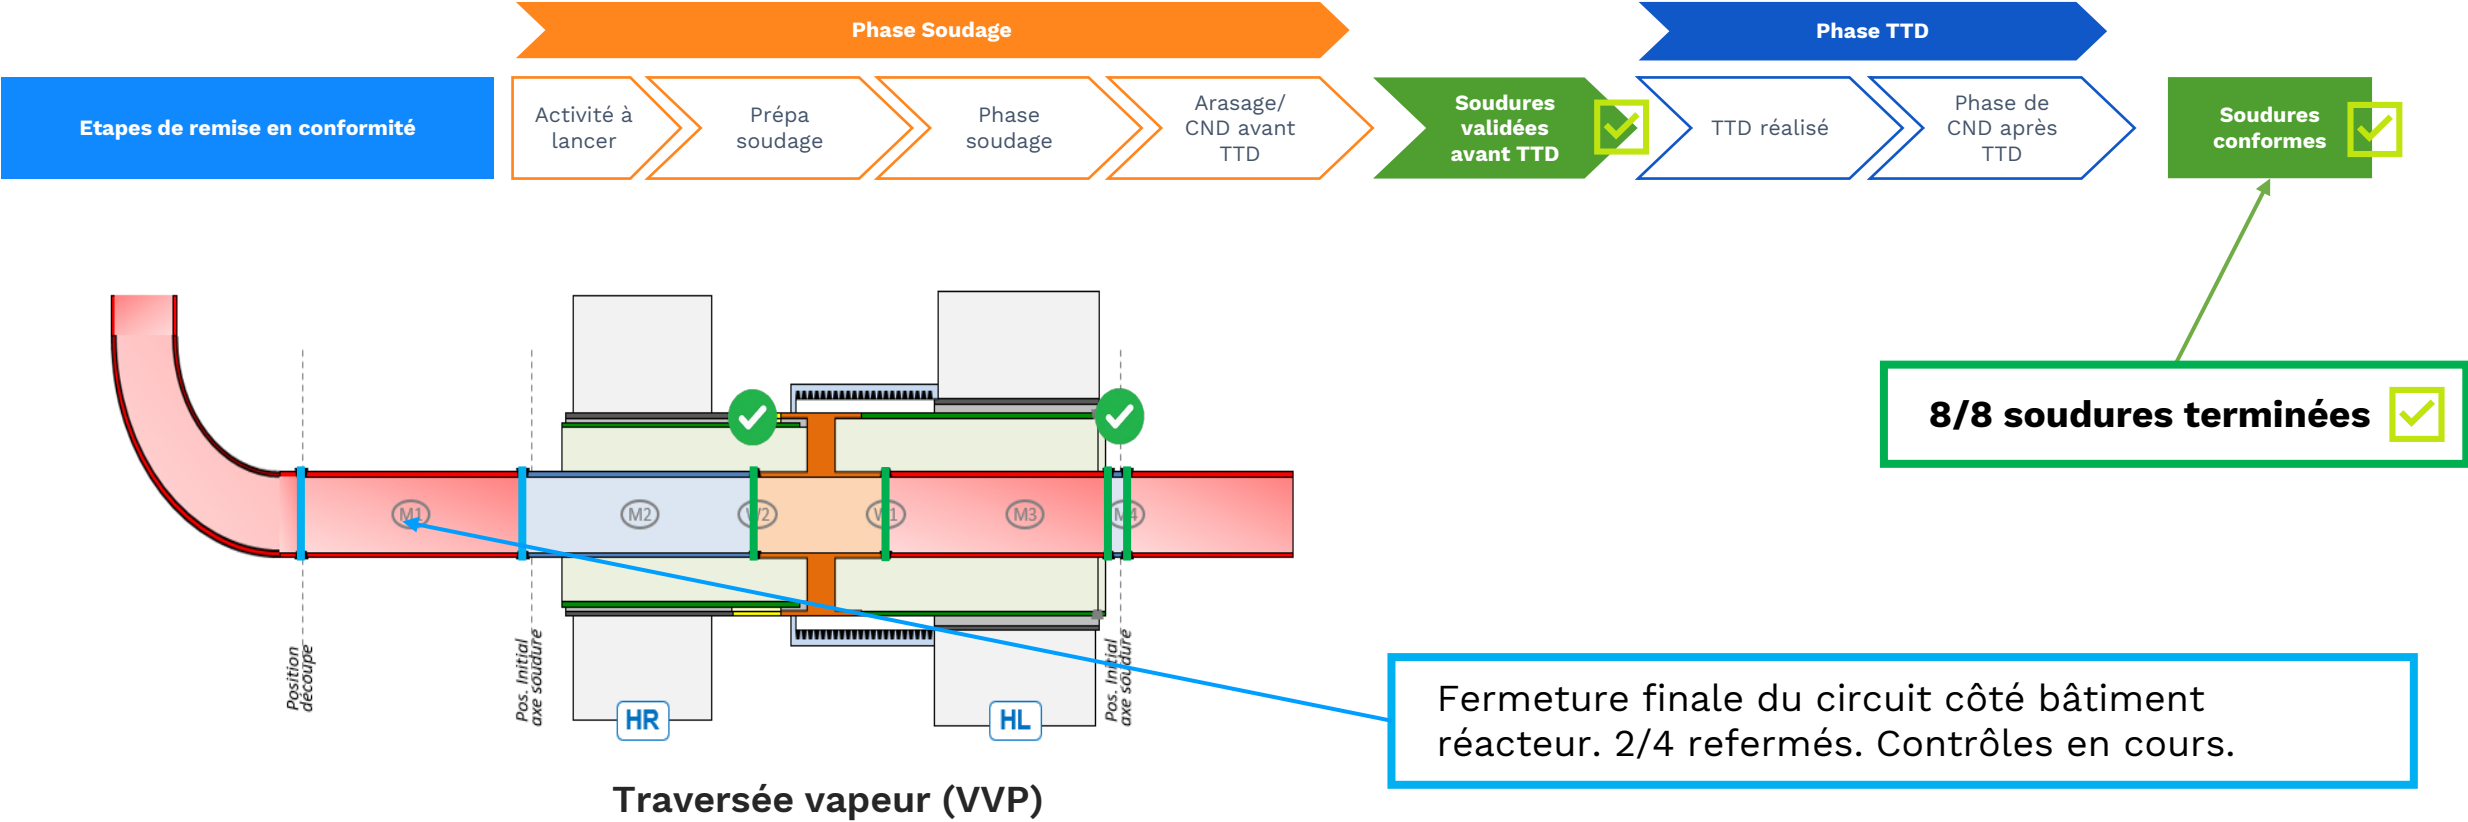 Phase Soudage
Phase TTD
Etapes de remise en conformité
Activité à
lancer
Prépa
soudage
Phase
soudage
Arasage/
CND avant
TTD
Soudures
validées
avant TTD
TTD réalisé
Phase de
CND après
TTD
Soudures
conformes
8/8 soudures terminées
M1
M2
W2
W1
M3
M4
Position
découpe
Pos. Initial
axe soudure
Pos. Initial
axe soudure
HR
HL
Fermeture finale du circuit côté bâtiment
réacteur. 2/4 refermés. Contrôles en cours.
Traversée vapeur (VVP)